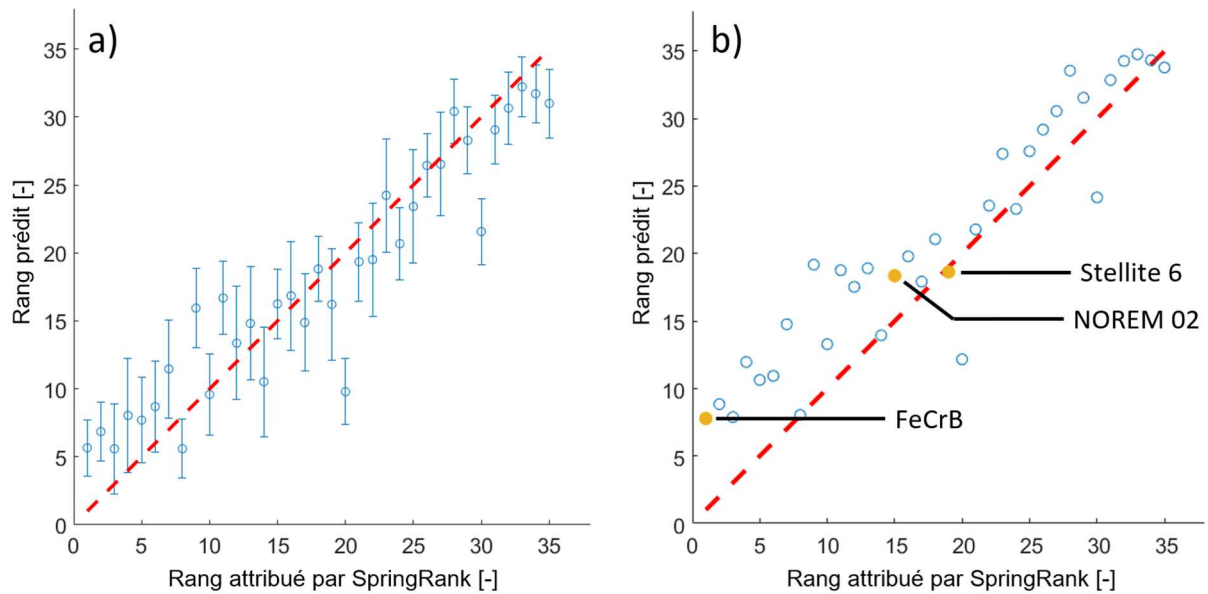 a)
35
30
25
20
15
10
5
0
Rang prédit [-]
0 5 10 15 20 25 30 35
Rang attribué par SpringRank [-]
b)
35
30
25
20
15
10
5
0
Rang prédit [-]
Stellite 6
NOREM 02
FeCrB
0 5 10 15 20 25 30 35
Rang attribué par SpringRank [-]